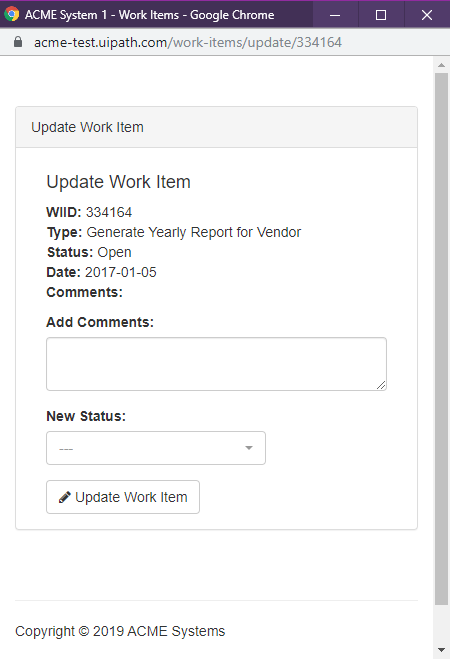 ACME System 1 - Work Items - Google Chrome
acme-test.uipath.com/work-items/update/334164
Update Work Item
Update Work Item
WIID: 334164
Type: Generate Yearly Report for Vendor
Status: Open
Date: 2017-01-05
Comments:
Add Comments:
New Status:
---
Update Work Item
Copyright © 2019 ACME Systems